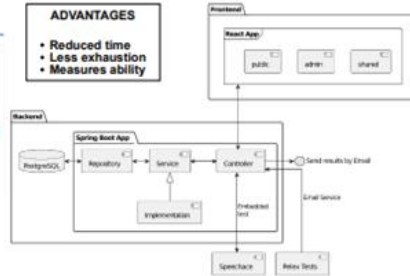 ADVANTAGES
• Reduced time
• Less exhaustion
• Measures ability
Frontend
React App
public
admin
shared
Backend
Spring Boot App
PostgreSQL
Repository
Service
Controller
Send results by Email
Implementation
Embedded
test
Email Service
Speechace
Pelex Tests